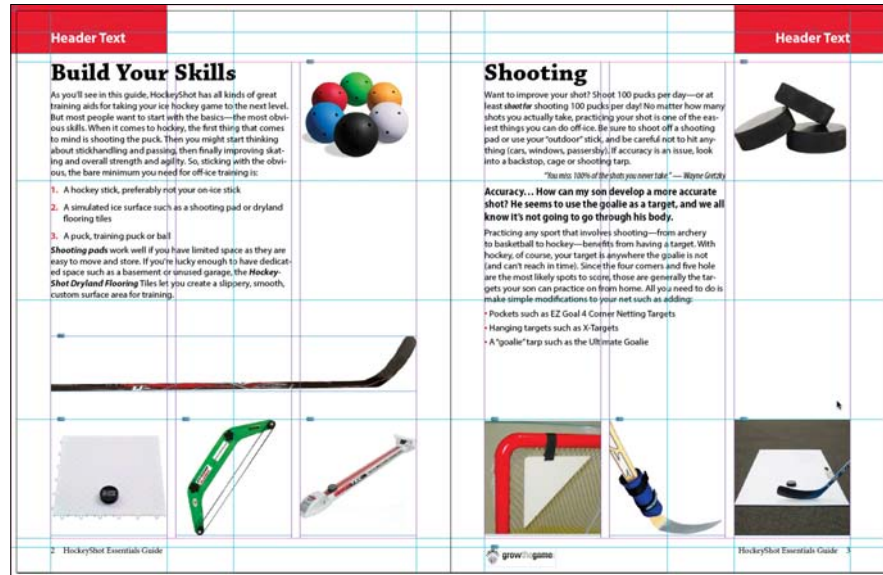 Header Text
Build Your Skills
As you'll see in this guide, HockeyShot has all kinds of great
training aids for taking your ice hockey game to the next level.
But most people want to start with the basics—the most obvi-
ous skills. When it comes to hockey, the first thing that comes
to mind is shooting the puck. Then you might start thinking
about stickhandling and passing, then finally improving skat-
ing and overall strength and agility. So, sticking with the obvi-
ous, the bare minimum you need for off-ice training is:
1. A hockey stick, preferably not your on-ice stick
2. A simulated ice surface such as a shooting pad or dryland
flooring tiles
3. A puck, training puck or ball
Shooting pads work well if you have limited space as they are
easy to move and store. If you're lucky enough to have dedicat-
ed space such as a basement or unused garage, the Hockey-
Shot Dryland Flooring Tiles let you create a slippery, smooth,
custom surface area for training.
2 HockeyShot Essentials Guide
Header Text
Shooting
Want to improve your shot? Shoot 100 pucks per day—or at
least shoot for shooting 100 pucks per day! No matter how many
shots you actually take, practicing your shot is one of the eas-
iest things you can do off-ice. Be sure to shoot off a shooting
pad or use your "outdoor" stick, and be careful not to hit any-
thing (cars, windows, passersby). If accuracy is an issue, look
into a backstop, cage or shooting tarp.
"You miss 100% of the shots you never take." — Wayne Gretzky
Accuracy… How can my son develop a more accurate
shot? He seems to use the goalie as a target, and we all
know it's not going to go through his body.
Practicing any sport that involves shooting—from archery
to basketball to hockey—benefits from having a target. With
hockey, of course, your target is anywhere the goalie is not
(and can't reach in time). Since the four corners and five hole
are the most likely spots to score, those are generally the tar-
gets your son can practice on from home. All you need to do is
make simple modifications to your net such as adding:
• Pockets such as EZ Goal 4 Corner Netting Targets
• Hanging targets such as X-Targets
• A "goalie" tarp such as the Ultimate Goalie
growthegame
HockeyShot Essentials Guide 3